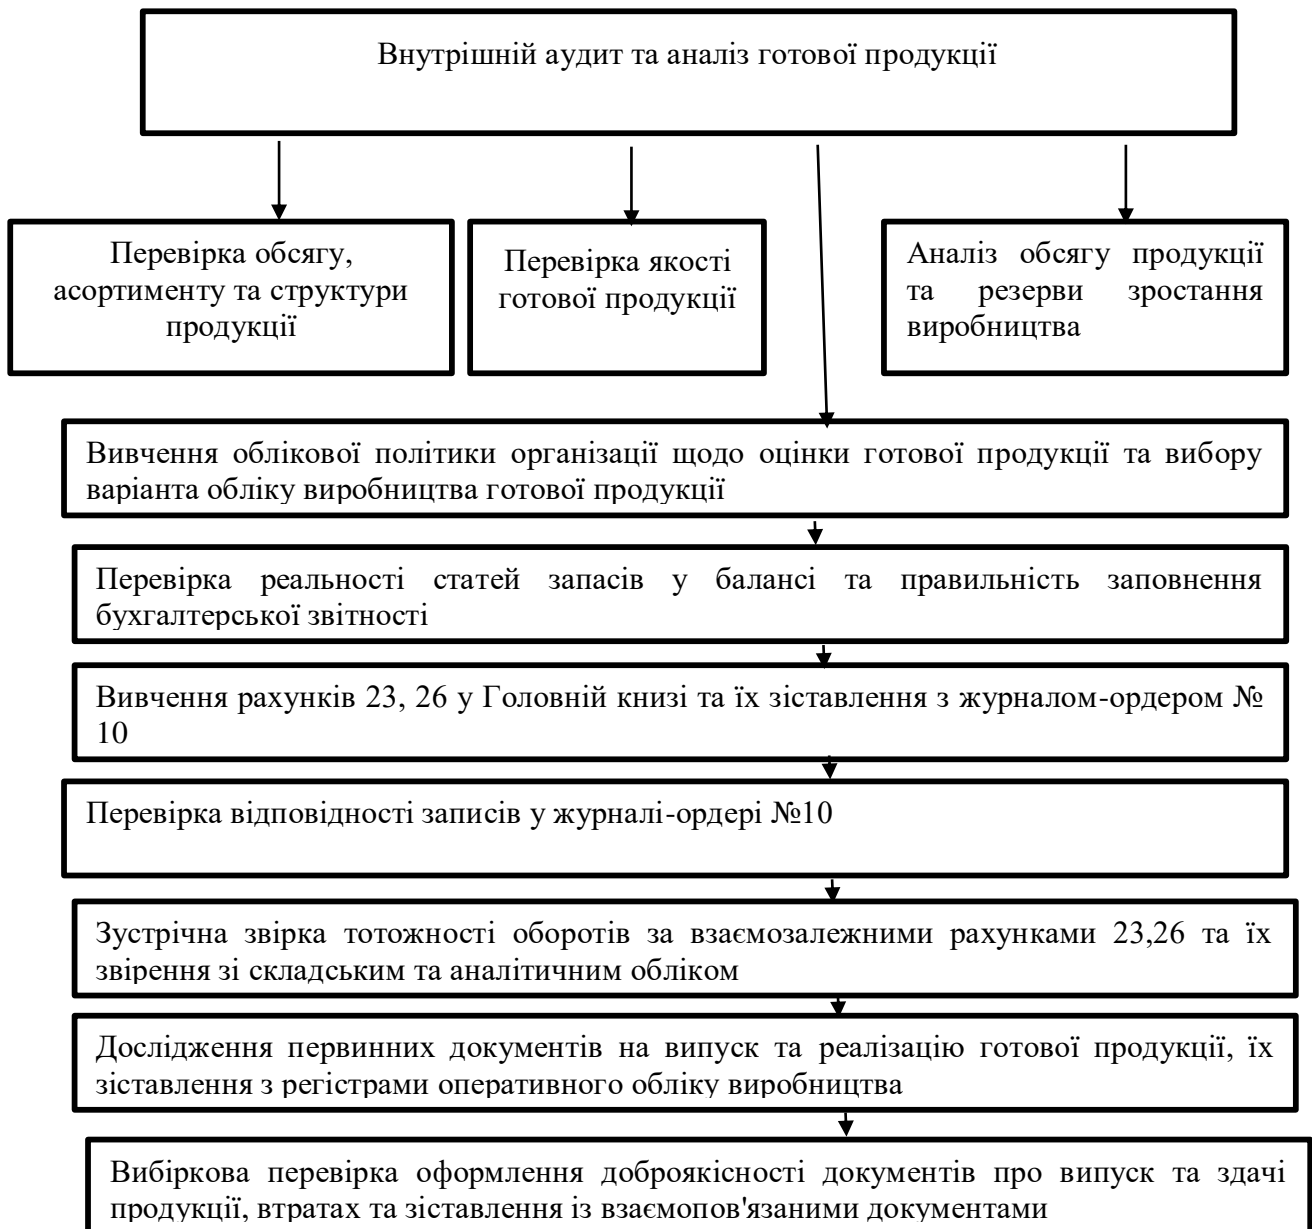 Внутрішній аудит та аналіз готової продукції
Перевірка обсягу,
асортименту та структури
продукції
Перевірка якості
готової продукції
Аналіз обсягу продукції
та резерви зростання
виробництва
Вивчення облікової політики організації щодо оцінки готової продукції та вибору
варіанта обліку виробництва готової продукції
Перевірка реальності статей запасів у балансі та правильність заповнення
бухгалтерської звітності
Вивчення рахунків 23, 26 у Головній книзі та їх зіставлення з журналом-ордером №
10
Перевірка відповідності записів у журналі-ордері №10
Зустрічна звірка тотожності оборотів за взаємозалежними рахунками 23,26 та їх
звірення зі складським та аналітичним обліком
Дослідження первинних документів на випуск та реалізацію готової продукції, їх
зіставлення з регістрами оперативного обліку виробництва
Вибіркова перевірка оформлення доброякісності документів про випуск та здачі
продукції, втратах та зіставлення із взаємопов'язаними документами